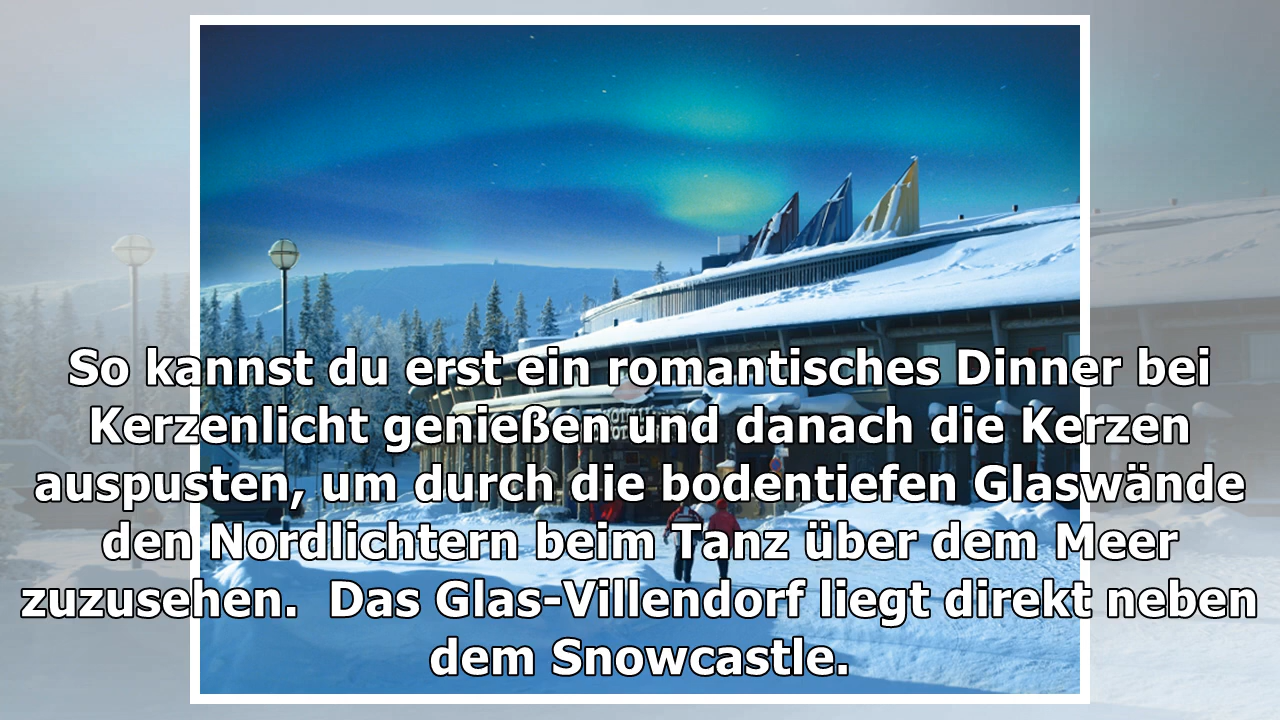 So kannst du erst ein romantisches Dinner bei
Kerzenlicht genießen und danach die Kerzen
auspusten, um durch die bodentiefen Glaswände
den Nordlichtern beim Tanz über dem Meer
zuzusehen.  Das Glas-Villendorf liegt direkt neben
dem Snowcastle.